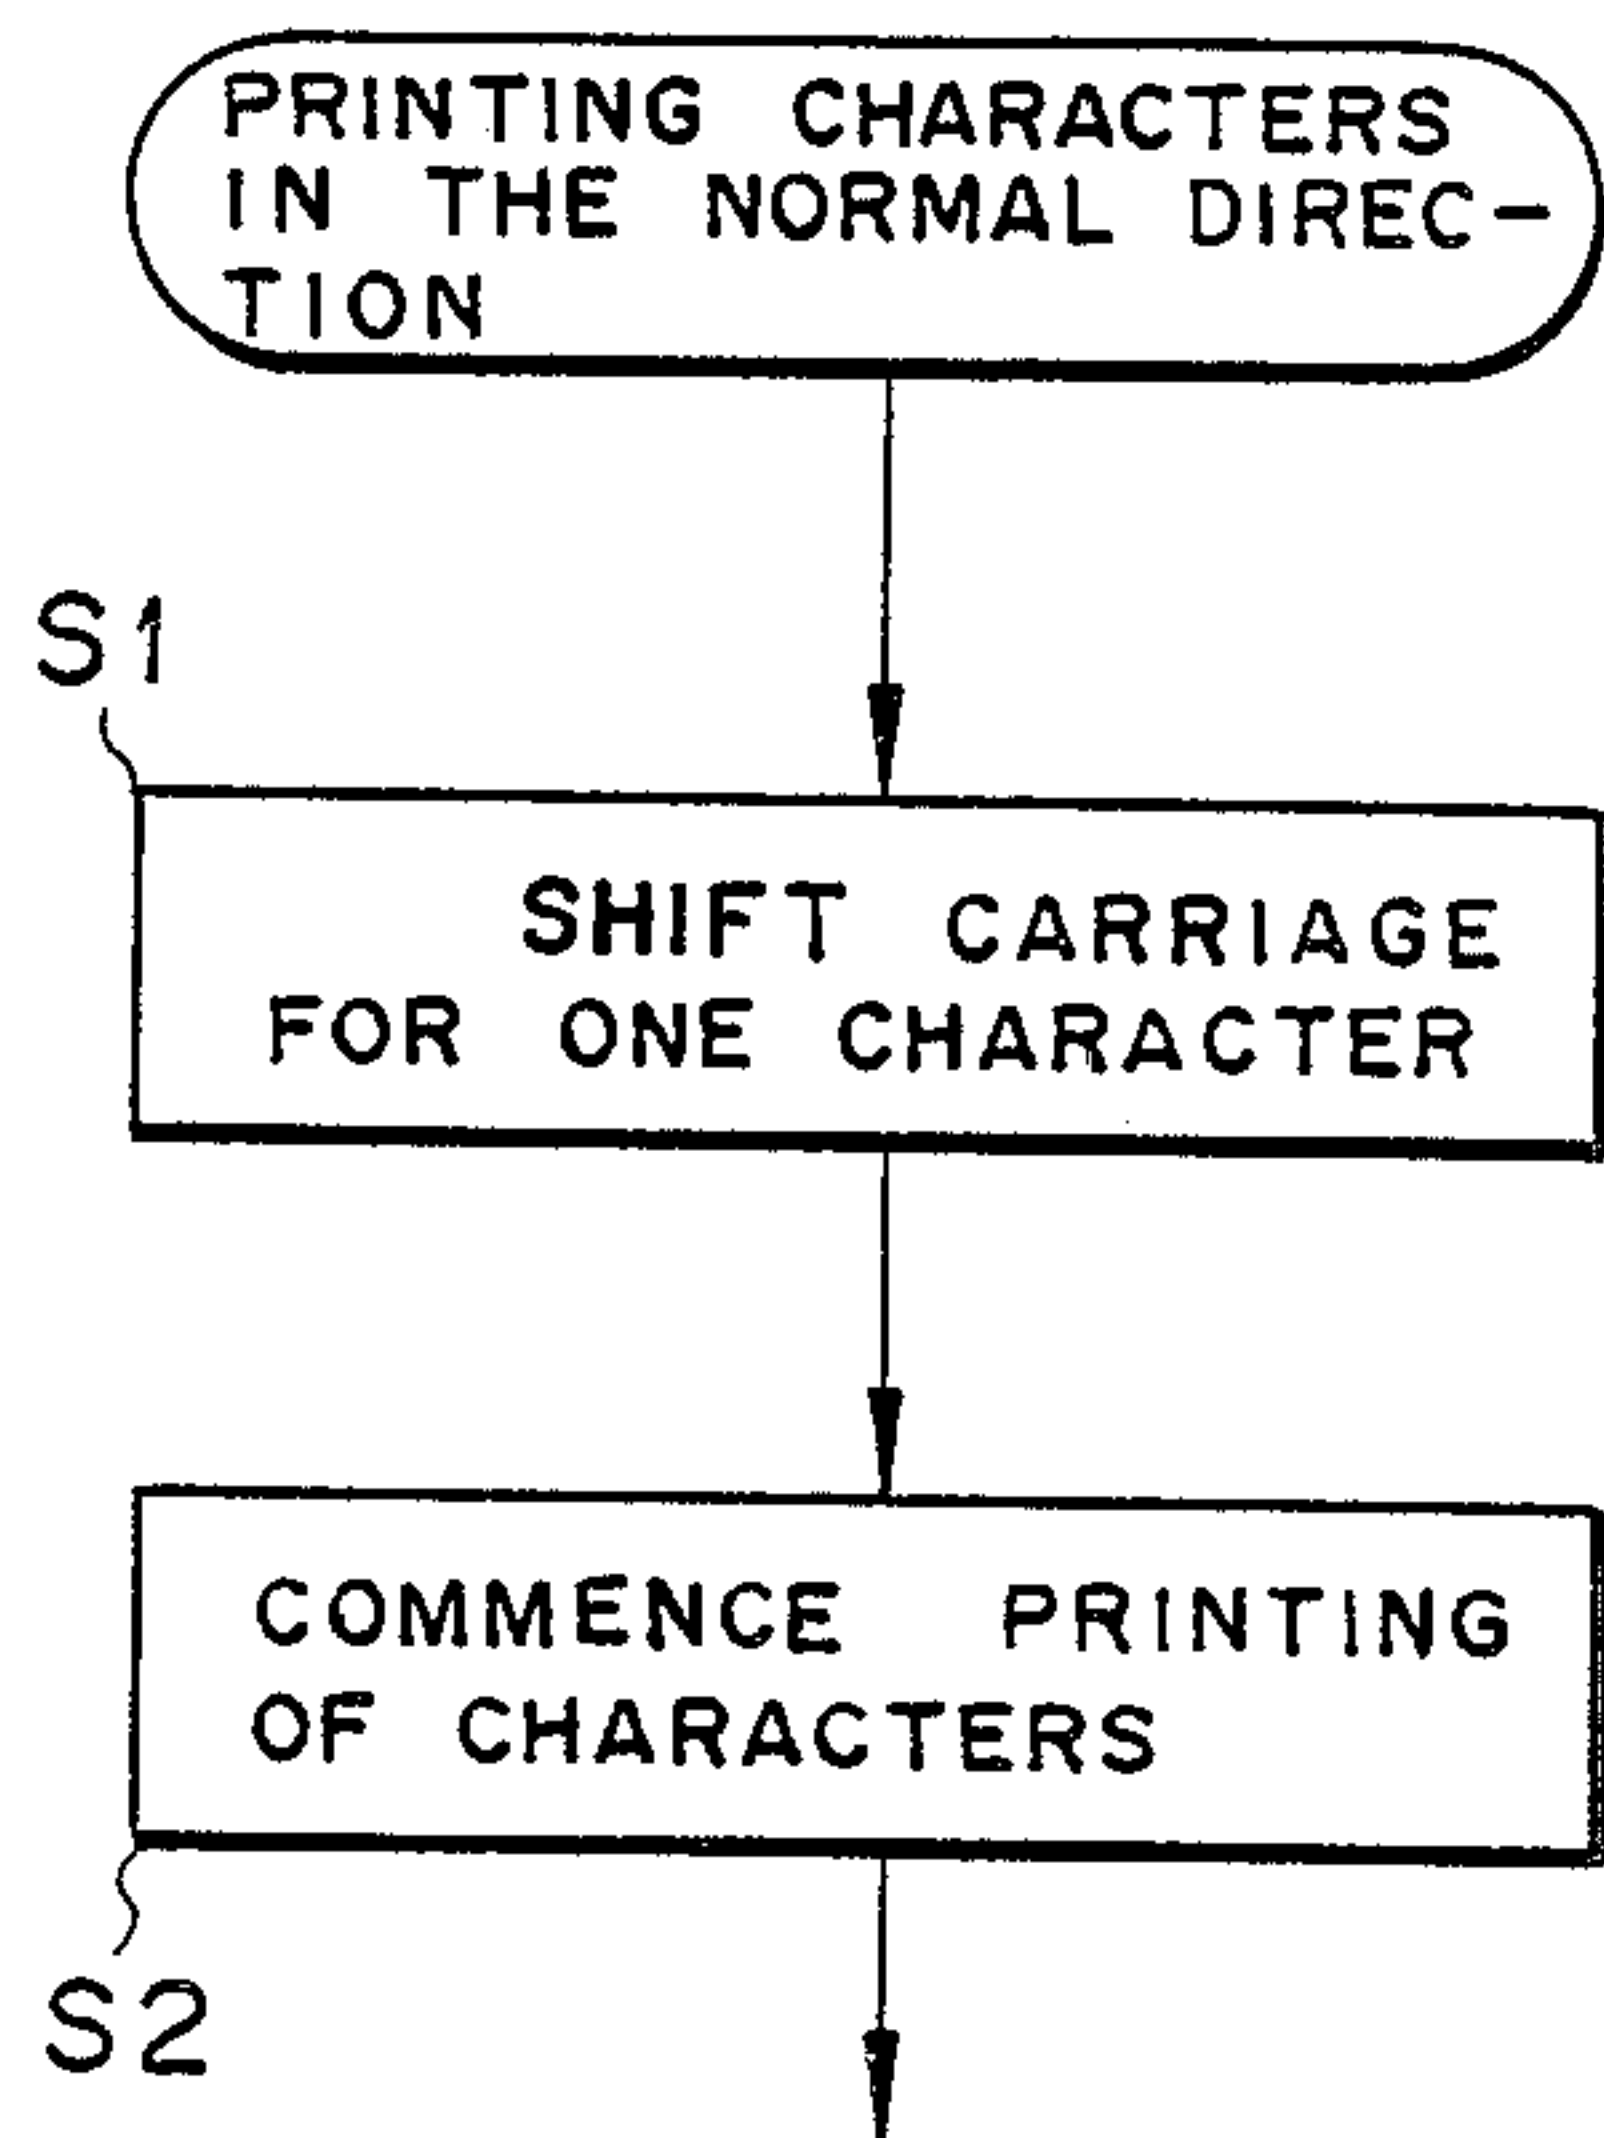 PRINTING CHARACTERS
IN THE NORMAL DIREC-
TION
S1
SHIFT CARRIAGE
FOR ONE CHARACTER
COMMENCE PRINTING
OF CHARACTERS
S2